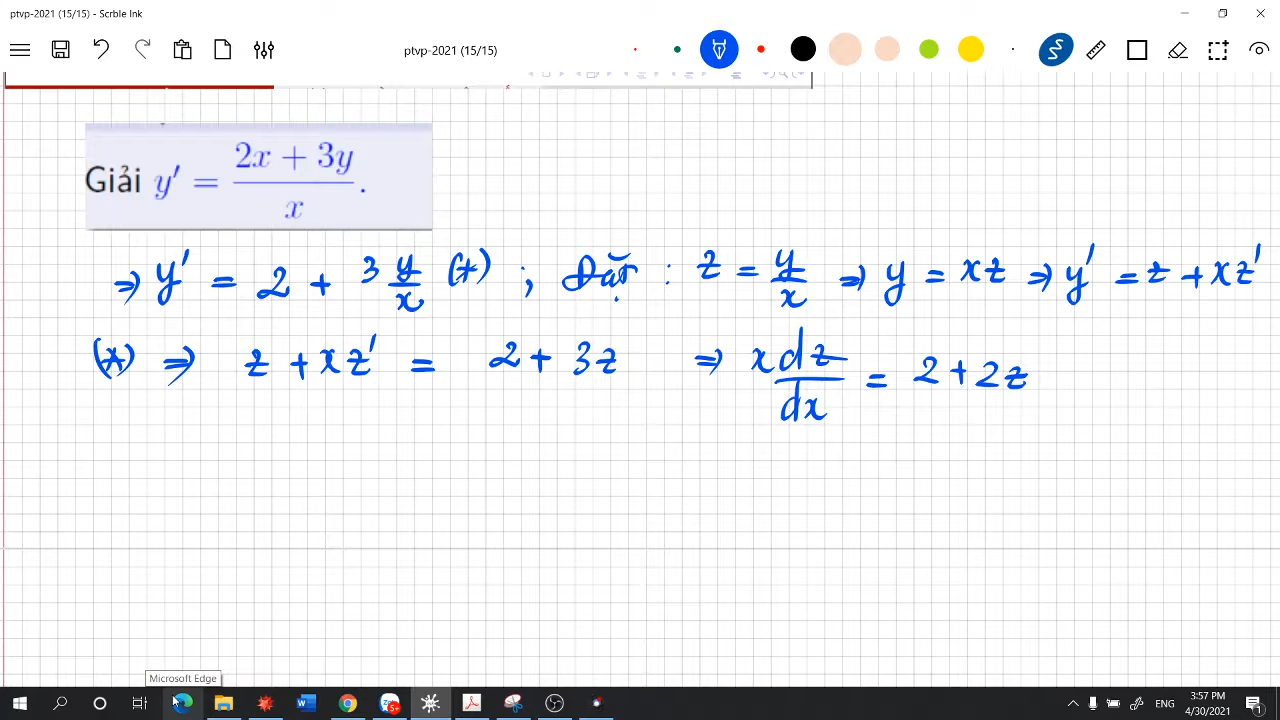 ptvp-2021 (15/15) - Scrble Ink
ptvp-2021 (15/15)
Giải y′ = (2x + 3y)/x.
⇒ y′ = 2 + 3 y/x (*) ; Đặt : z = y/x ⇒ y = xz ⇒ y′ = z + xz′
(*) ⇒ z + xz′ = 2 + 3z ⇒ x dz/dx = 2 + 2z
Microsoft Edge
5+
ENG
3:57 PM
4/30/2021